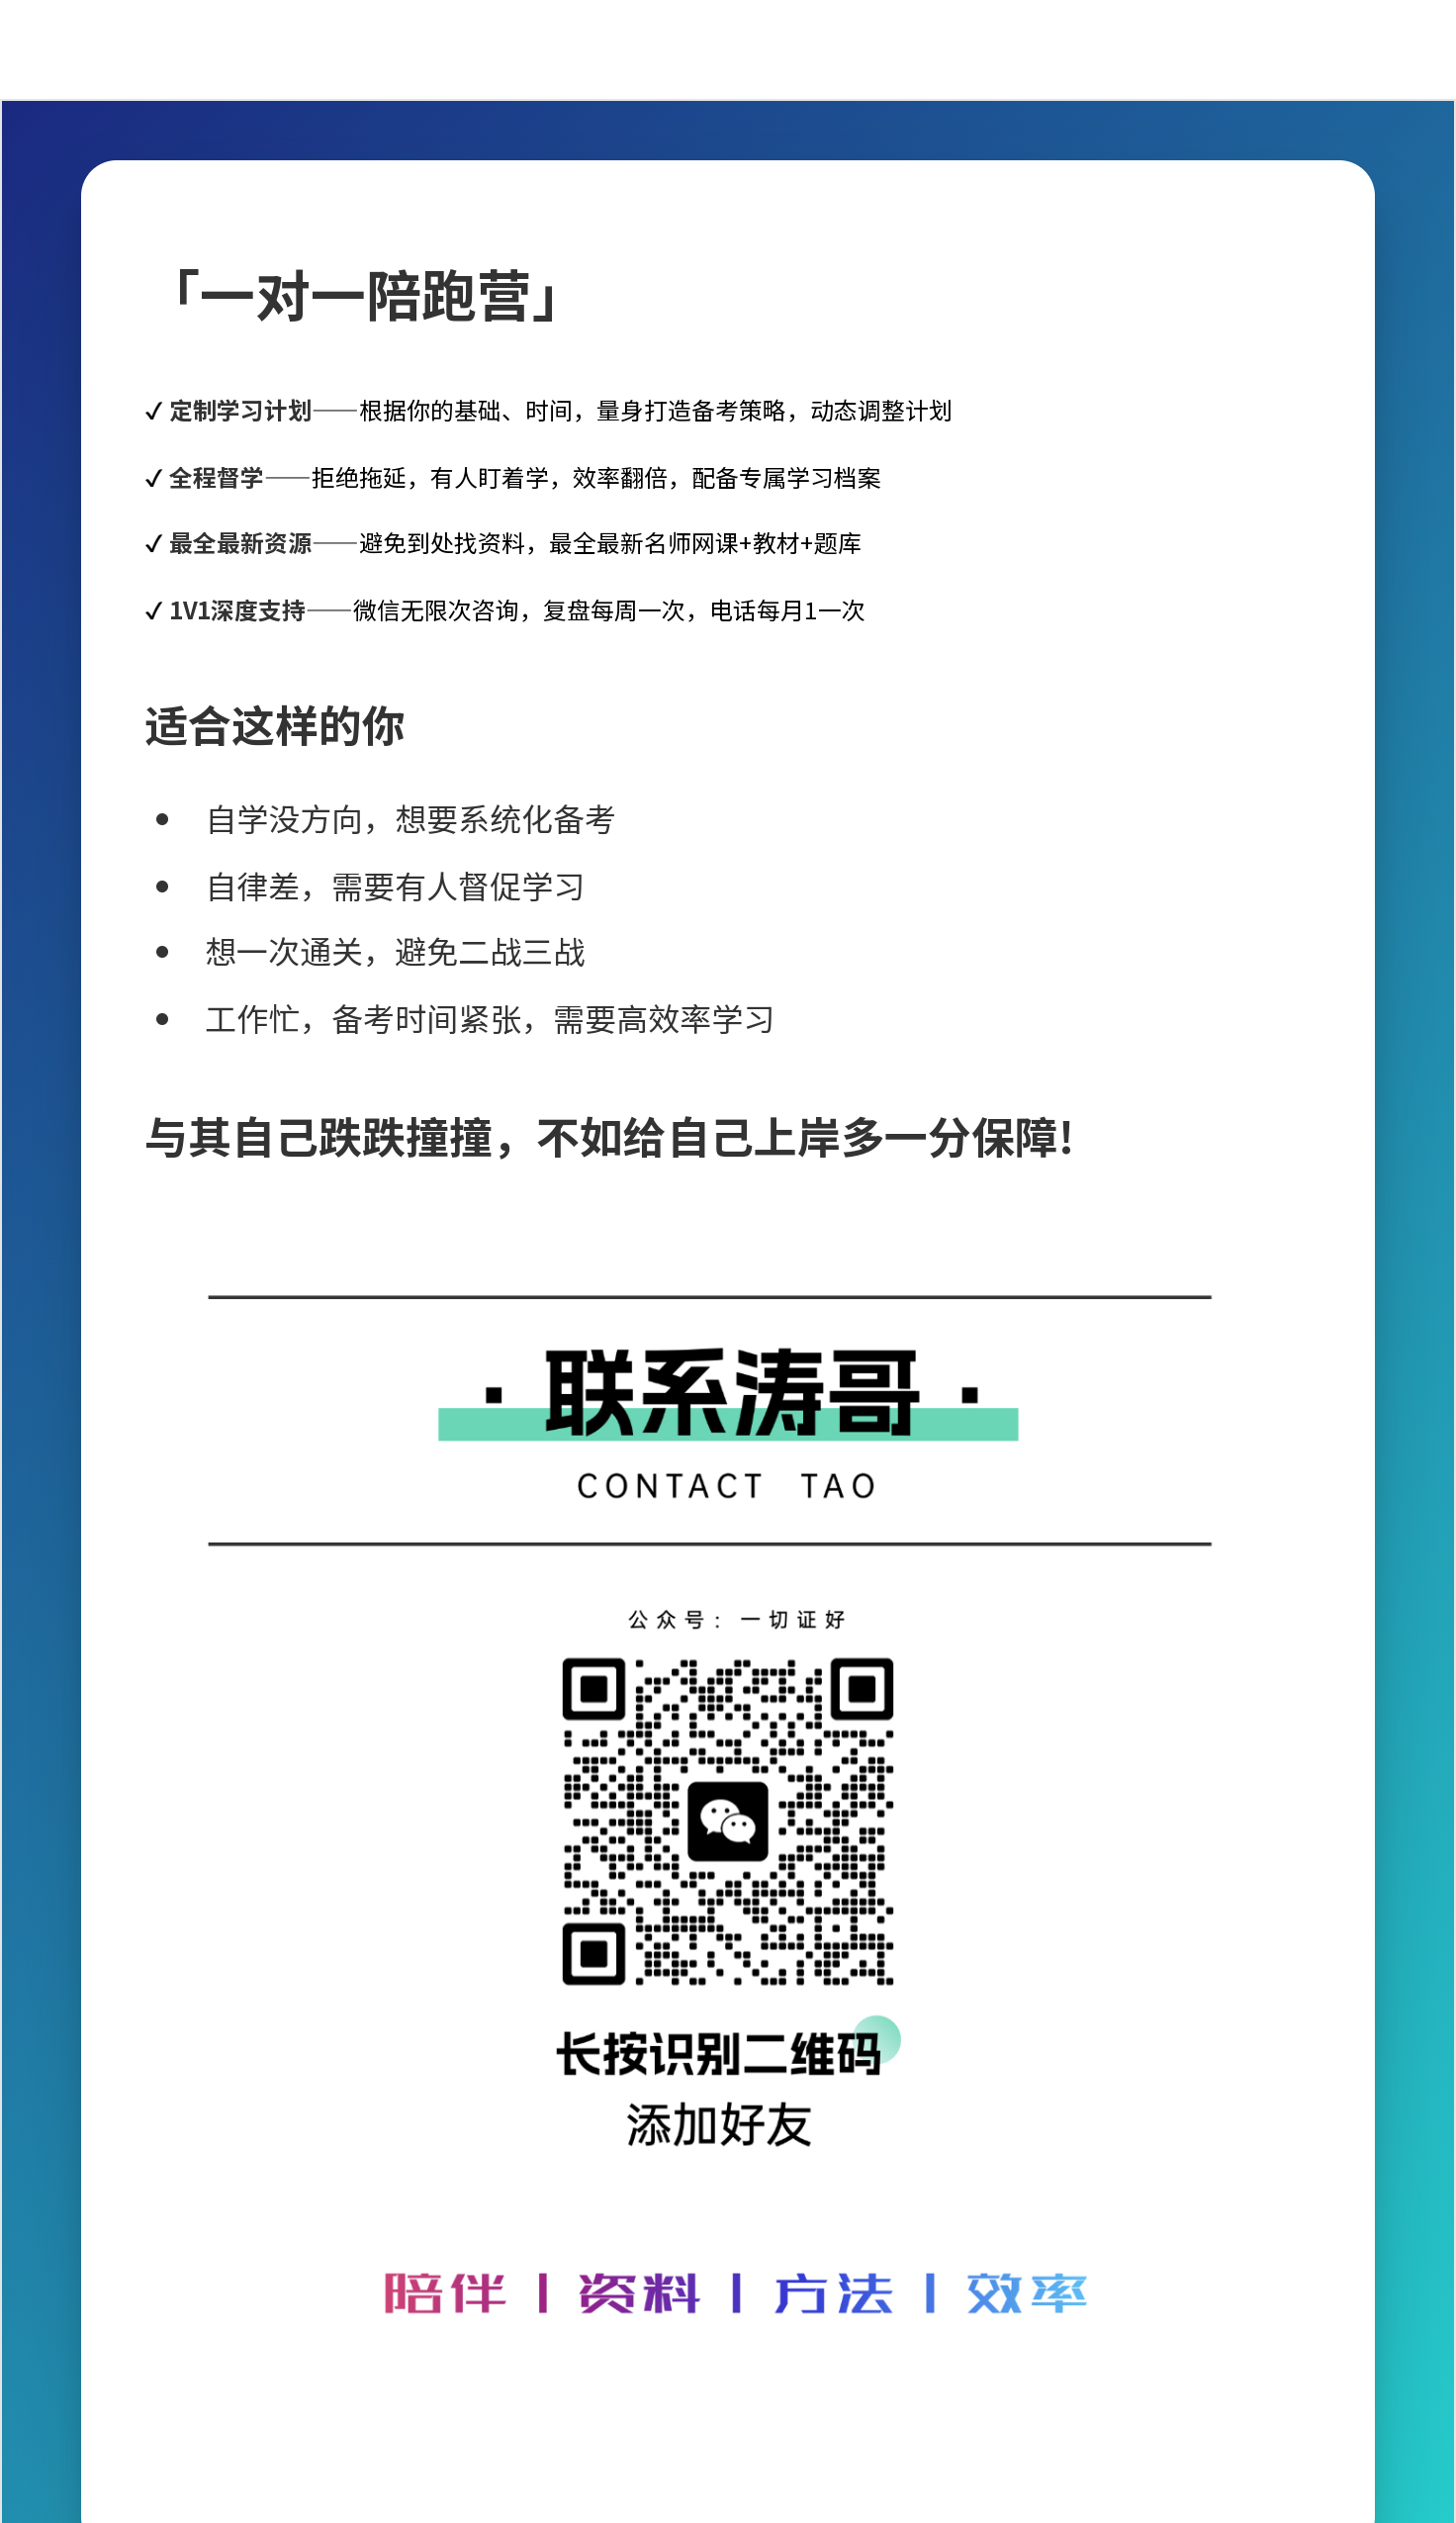 「一对一陪跑营」
✓ 定制学习计划——根据你的基础、时间，量身打造备考策略，动态调整计划
✓ 全程督学——拒绝拖延，有人盯着学，效率翻倍，配备专属学习档案
✓ 最全最新资源——避免到处找资料，最全最新名师网课+教材+题库
✓ 1V1深度支持——微信无限次咨询，复盘每周一次，电话每月1一次
适合这样的你
• 自学没方向，想要系统化备考
• 自律差，需要有人督促学习
• 想一次通关，避免二战三战
• 工作忙，备考时间紧张，需要高效率学习
与其自己跌跌撞撞，不如给自己上岸多一分保障!
· 联系涛哥 ·
CONTACT TAO
公众号：一切证好
长按识别二维码
添加好友
陪伴 | 资料 | 方法 | 效率